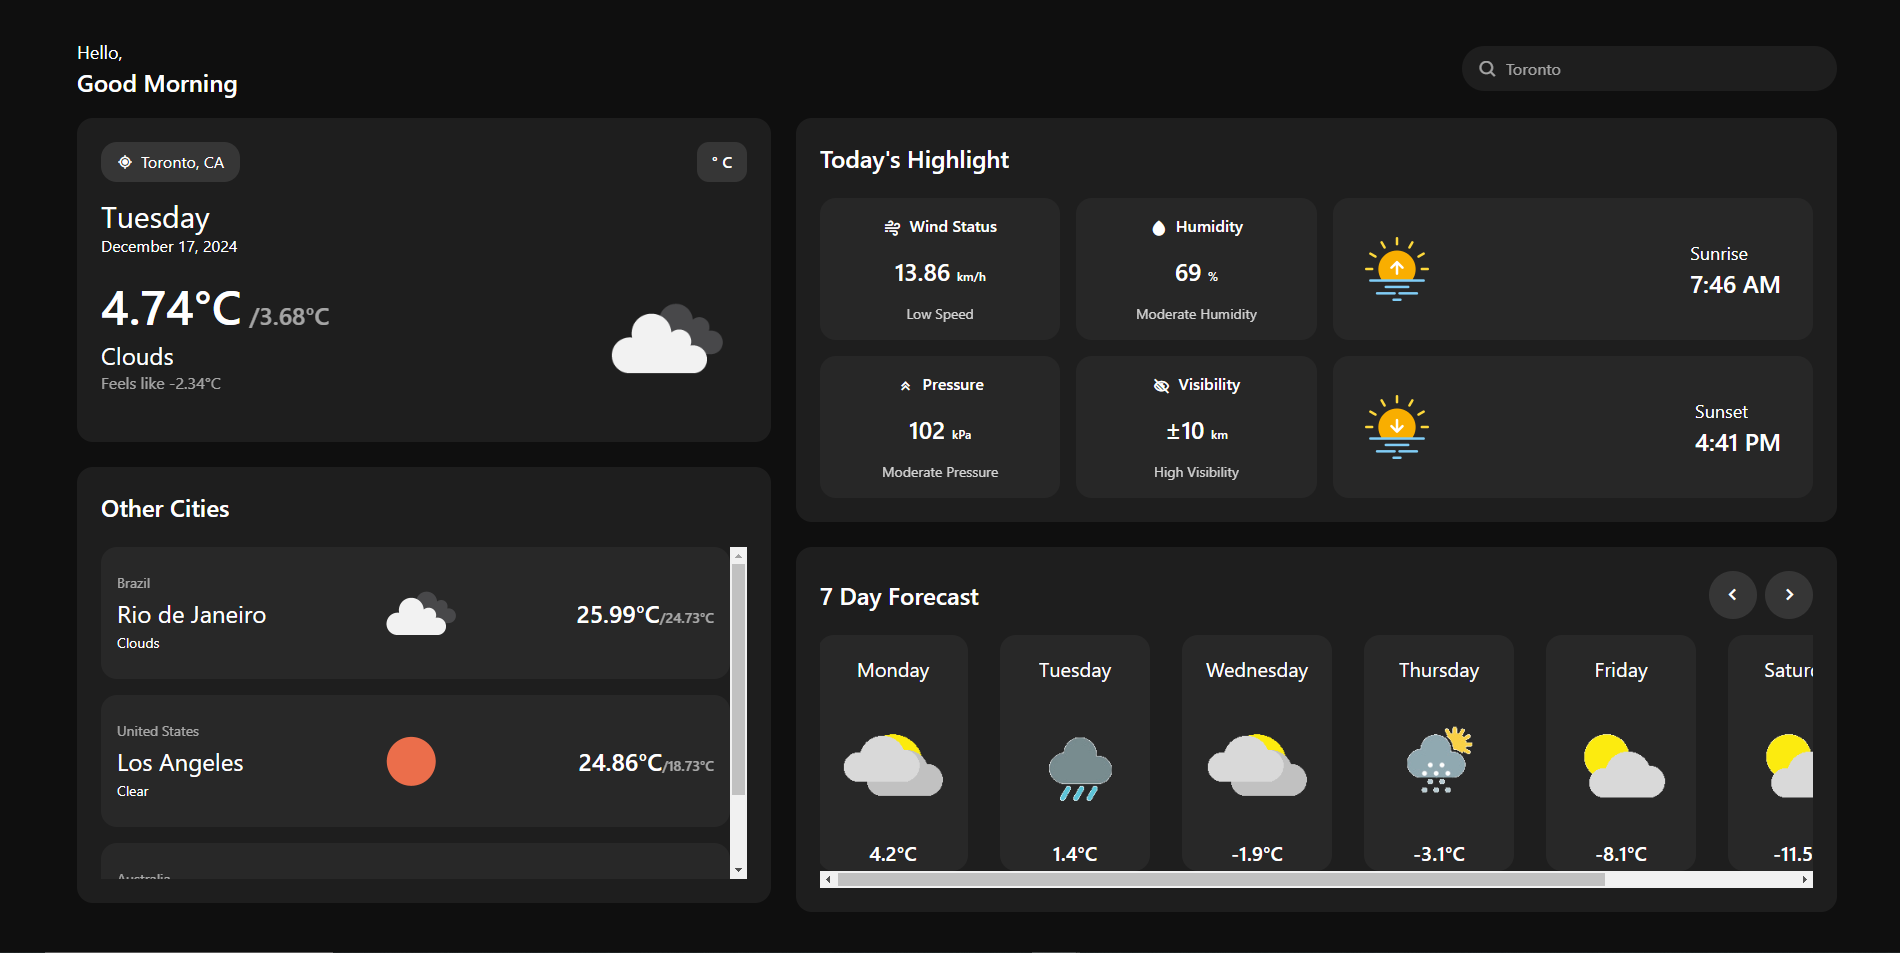 Hello,
Good Morning
Toronto
Toronto, CA
° C
Tuesday
December 17, 2024
4.74°C /3.68°C
Clouds
Feels like -2.34°C
Today's Highlight
Wind Status
13.86 km/h
Low Speed
Humidity
69 %
Moderate Humidity
Sunrise
7:46 AM
Pressure
102 kPa
Moderate Pressure
Visibility
±10 km
High Visibility
Sunset
4:41 PM
Other Cities
Brazil
Rio de Janeiro
Clouds
25.99°C/24.73°C
United States
Los Angeles
Clear
24.86°C/18.73°C
Australia
7 Day Forecast
Monday
4.2°C
Tuesday
1.4°C
Wednesday
-1.9°C
Thursday
-3.1°C
Friday
-8.1°C
Satur
-11.5